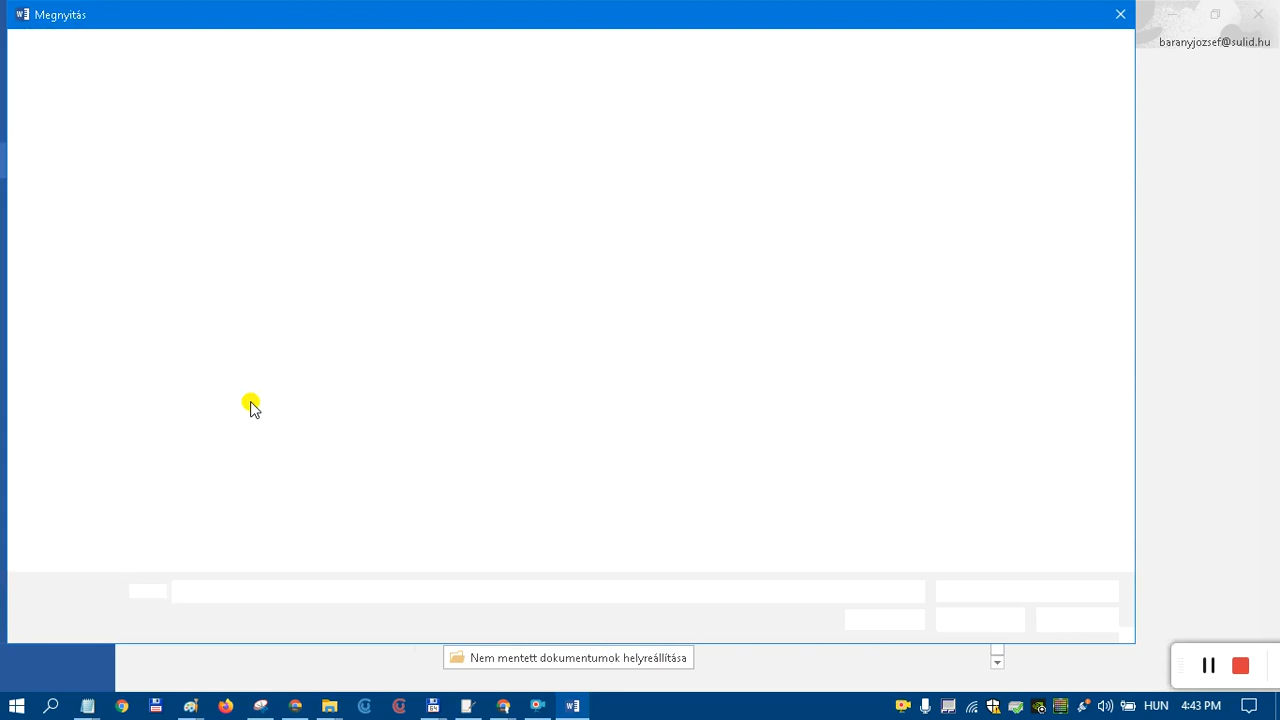 Megnyitás
baranyjozsef@sulid.hu
Nem mentett dokumentumok helyreállítása
HUN 4:43 PM